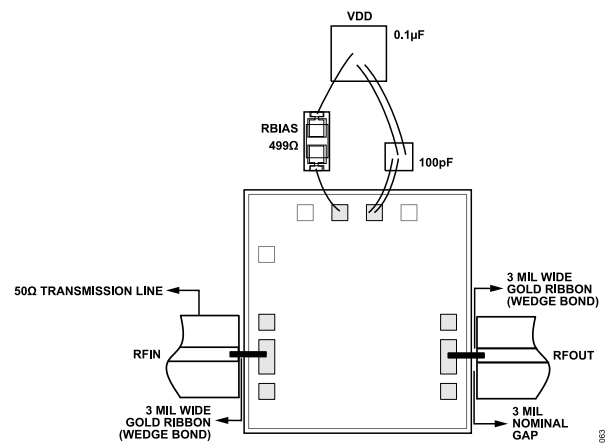 VDD
0.1µF
RBIAS
499Ω
100pF
50Ω TRANSMISSION LINE
3 MIL WIDE
GOLD RIBBON
(WEDGE BOND)
RFIN
RFOUT
3 MIL WIDE
GOLD RIBBON
(WEDGE BOND)
3 MIL
NOMINAL
GAP
063